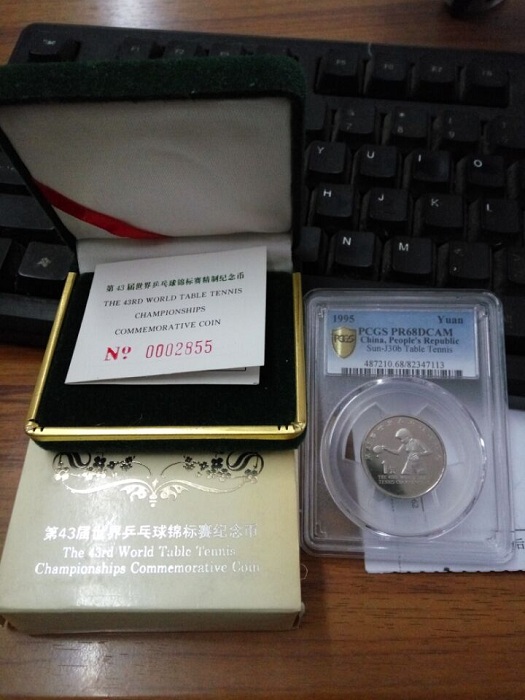 第43届世界乒乓球锦标赛精制纪念币
THE 43RD WORLD TABLE TENNIS
CHAMPIONSHIPS
COMMEMORATIVE COIN
Nº 0002855
第43届世界乒乓球锦标赛纪念币
The 43rd World Table Tennis
Championships Commemorative Coin
1995 Yuan
PCGS PR68DCAM
China, People's Republic
Sun-J30b Table Tennis
487210.68/82347113
PCGS
Y U I O
H J K L
N M